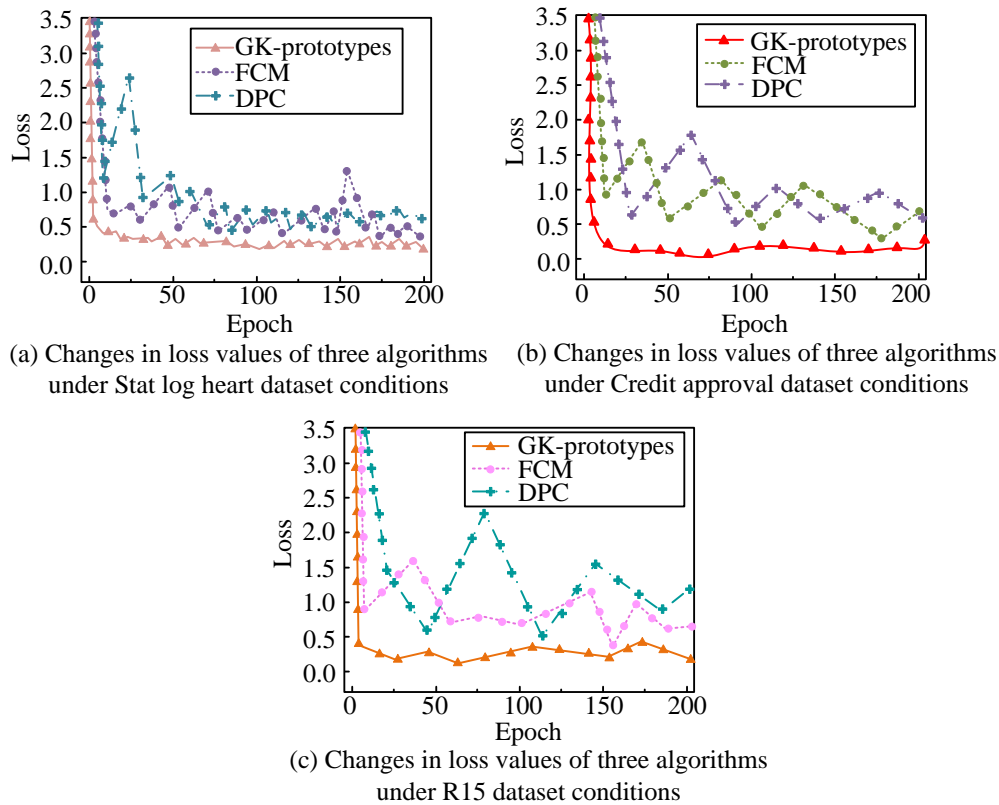 3.5
3.0
2.5
2.0
1.5
1.0
0.5
0.0
Loss
GK-prototypes
FCM
DPC
0 50 100 150 200
Epoch
(a) Changes in loss values of three algorithms
under Stat log heart dataset conditions
3.5
3.0
2.5
2.0
1.5
1.0
0.5
0.0
Loss
GK-prototypes
FCM
DPC
0 50 100 150 200
Epoch
(b) Changes in loss values of three algorithms
under Credit approval dataset conditions
3.5
3.0
2.5
2.0
1.5
1.0
0.5
0.0
Loss
GK-prototypes
FCM
DPC
0 50 100 150 200
Epoch
(c) Changes in loss values of three algorithms
under R15 dataset conditions